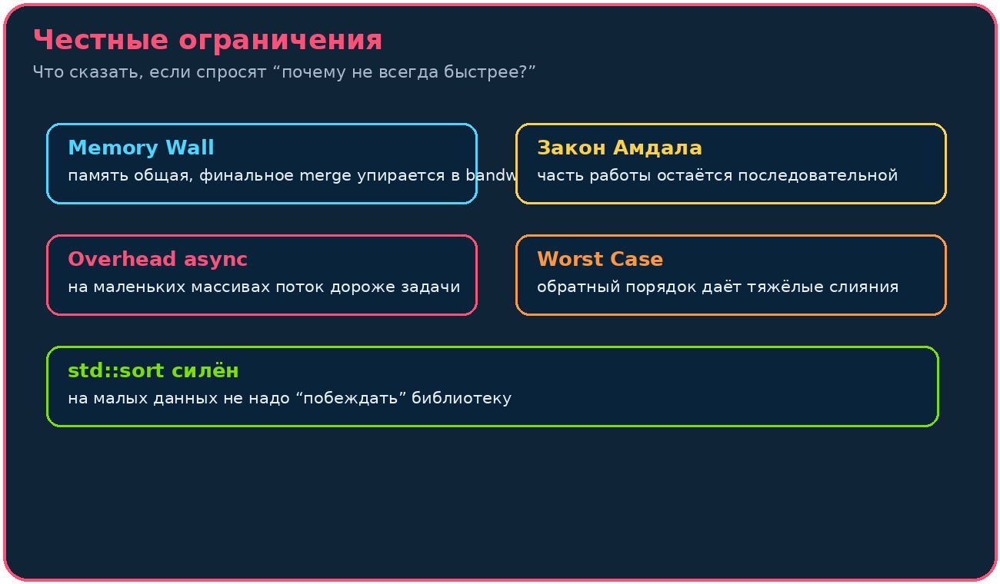 Честные ограничения
Что сказать, если спросят “почему не всегда быстрее?”
Memory Wall
память общая, финальное merge упирается в
Закон Амдала
часть работы остаётся последовательной
Overhead async
на маленьких массивах поток дороже задачи
Worst Case
обратный порядок даёт тяжёлые слияния
std::sort силён
на малых данных не надо “побеждать” библиотеку